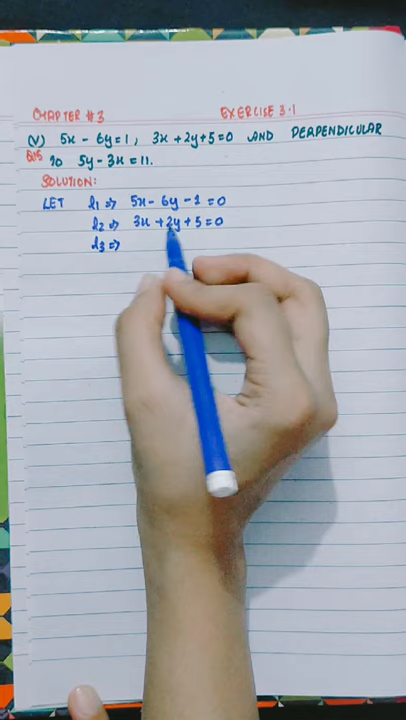 CHAPTER #3 EXERCISE 3.1
(V) 5x - 6y=1, 3x +2y+5=0 AND PERPENDICULAR
Q15 To 5y-3x=11.
SOLUTION:
LET l1 ⇒ 5x- 6y -1 =0
l2 ⇒ 3x +2y+5=0
l3 ⇒